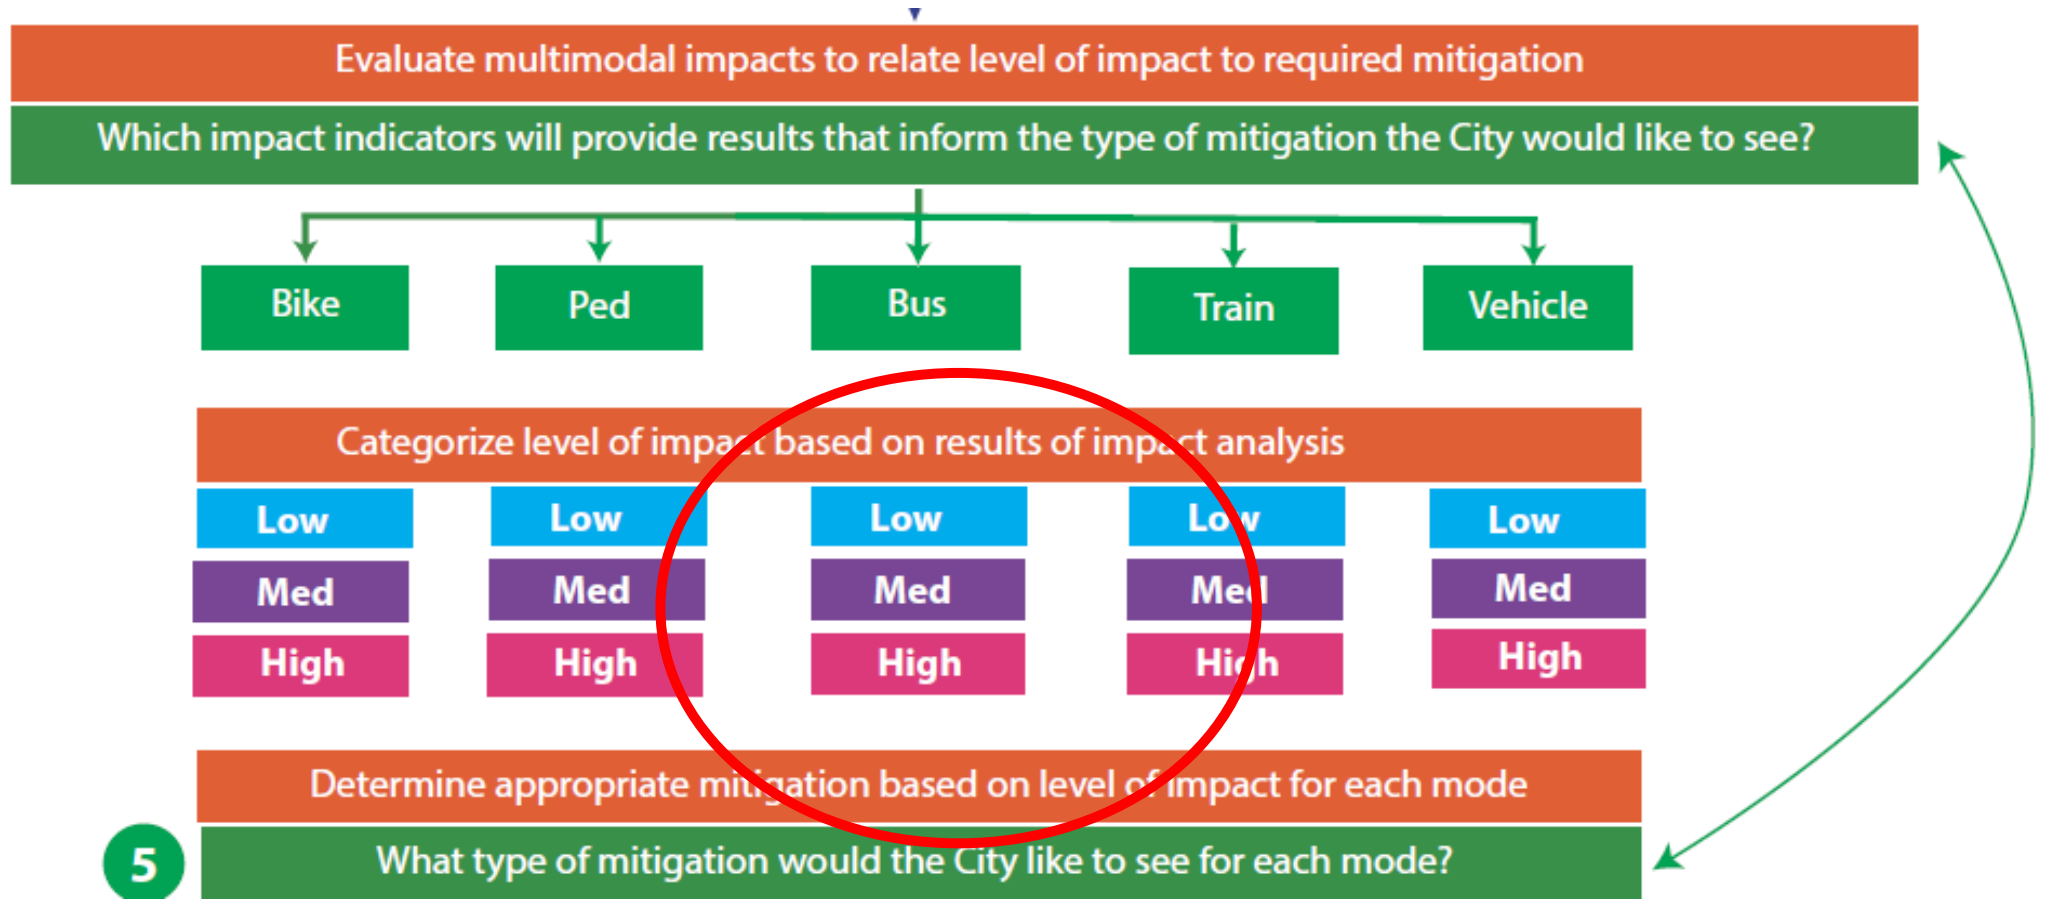 Evaluate multimodal impacts to relate level of impact to required mitigation
Which impact indicators will provide results that inform the type of mitigation the City would like to see?
Bike Ped Bus Train Vehicle
Categorize level of impact based on results of impact analysis
Low Low Low Low Low
Med Med Med Med Med
High High High High High
Determine appropriate mitigation based on level of impact for each mode
5 What type of mitigation would the City like to see for each mode?